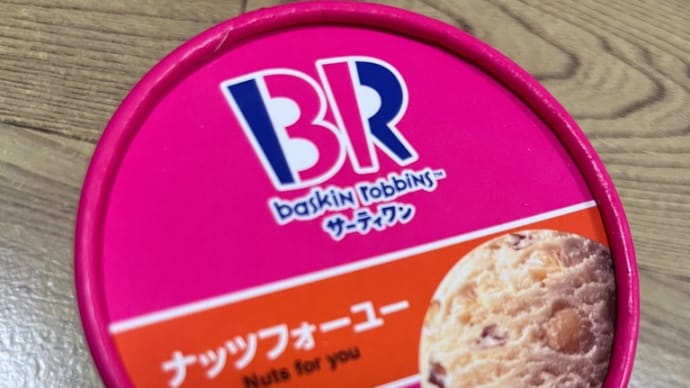 BR
baskin robbins™
サーティワン
ナッツフォーユー
Nuts for you